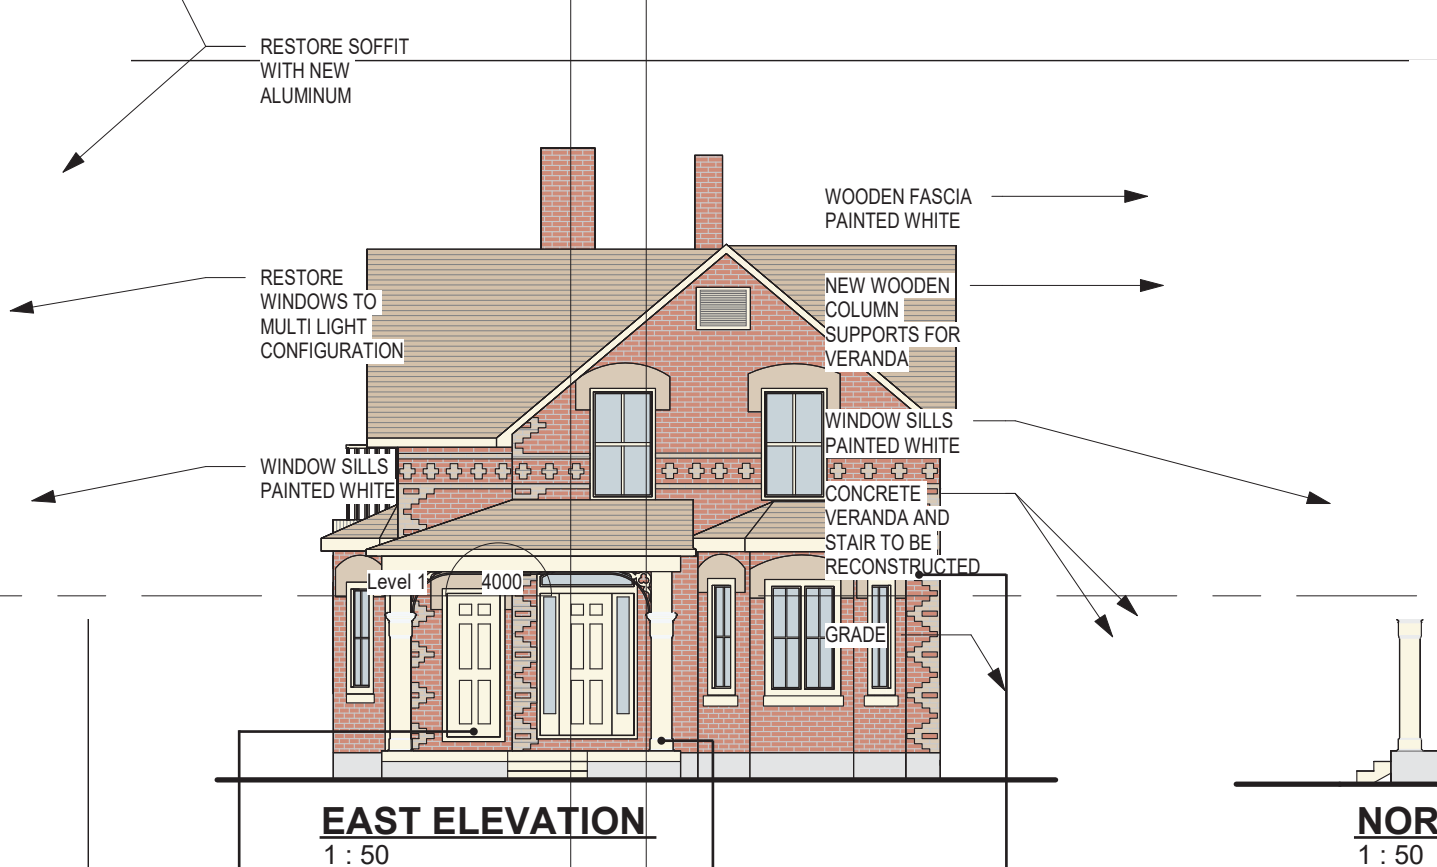 RESTORE SOFFIT
WITH NEW
ALUMINUM
WOODEN FASCIA
PAINTED WHITE
RESTORE
WINDOWS TO
MULTI LIGHT
CONFIGURATION
NEW WOODEN
COLUMN
SUPPORTS FOR
VERANDA
WINDOW SILLS
PAINTED WHITE
WINDOW SILLS
PAINTED WHITE
CONCRETE
VERANDA AND
STAIR TO BE
RECONSTRUCTED
Level 1
4000
GRADE
EAST ELEVATION
1 : 50
NOR
1 : 50